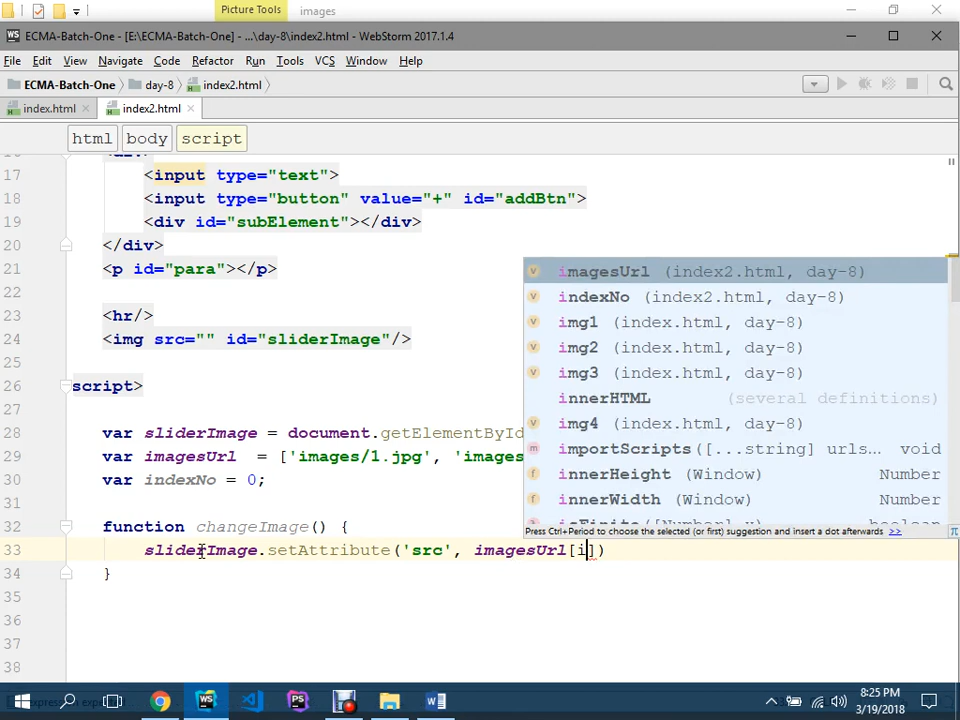 Picture Tools images
ECMA-Batch-One - [E:\ECMA-Batch-One] - ...\day-8\index2.html - WebStorm 2017.1.4
File Edit View Navigate Code Refactor Run Tools VCS Window Help
ECMA-Batch-One day-8 index2.html
index.html index2.html
html body script
17 <input type="text">
18 <input type="button" value="+" id="addBtn">
19 <div id="subElement"></div>
20 </div>
21 <p id="para"></p>
22
23 <hr/>
24 <img src="" id="sliderImage"/>
25
26 script>
27
28 var sliderImage = document.getElementById
29 var imagesUrl = ['images/1.jpg', 'images
30 var indexNo = 0;
31
32 function changeImage() {
33 sliderImage.setAttribute('src', imagesUrl[i])
34 }
35
36
37
38
imagesUrl (index2.html, day-8)
indexNo (index2.html, day-8)
img1 (index.html, day-8)
img2 (index.html, day-8)
img3 (index.html, day-8)
innerHTML (several definitions)
img4 (index.html, day-8)
importScripts([...string] urls... void
innerHeight (Window) Number
innerWidth (Window) Number
Press Ctrl+Period to choose the selected (or first) suggestion and insert a dot afterwards >>
8:25 PM
3/19/2018